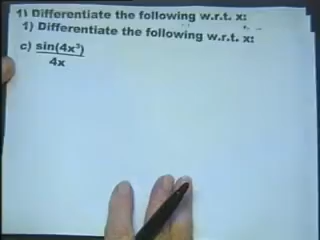 1) Differentiate the following w.r.t. x:
1) Differentiate the following w.r.t. x:
c) sin(4x³)
4x